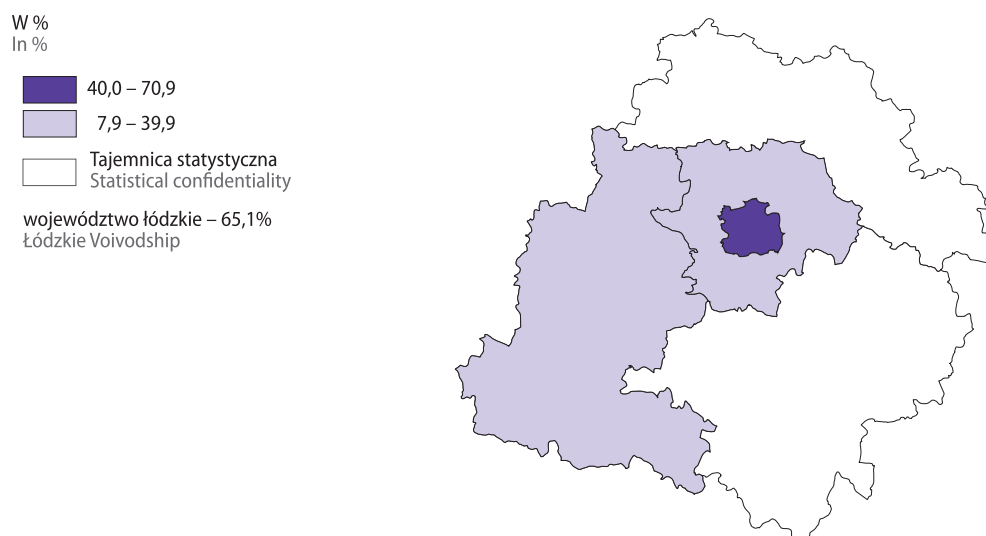 W %
In %
40,0 – 70,9
7,9 – 39,9
Tajemnica statystyczna
Statistical confidentiality
województwo łódzkie – 65,1%
Łódzkie Voivodship